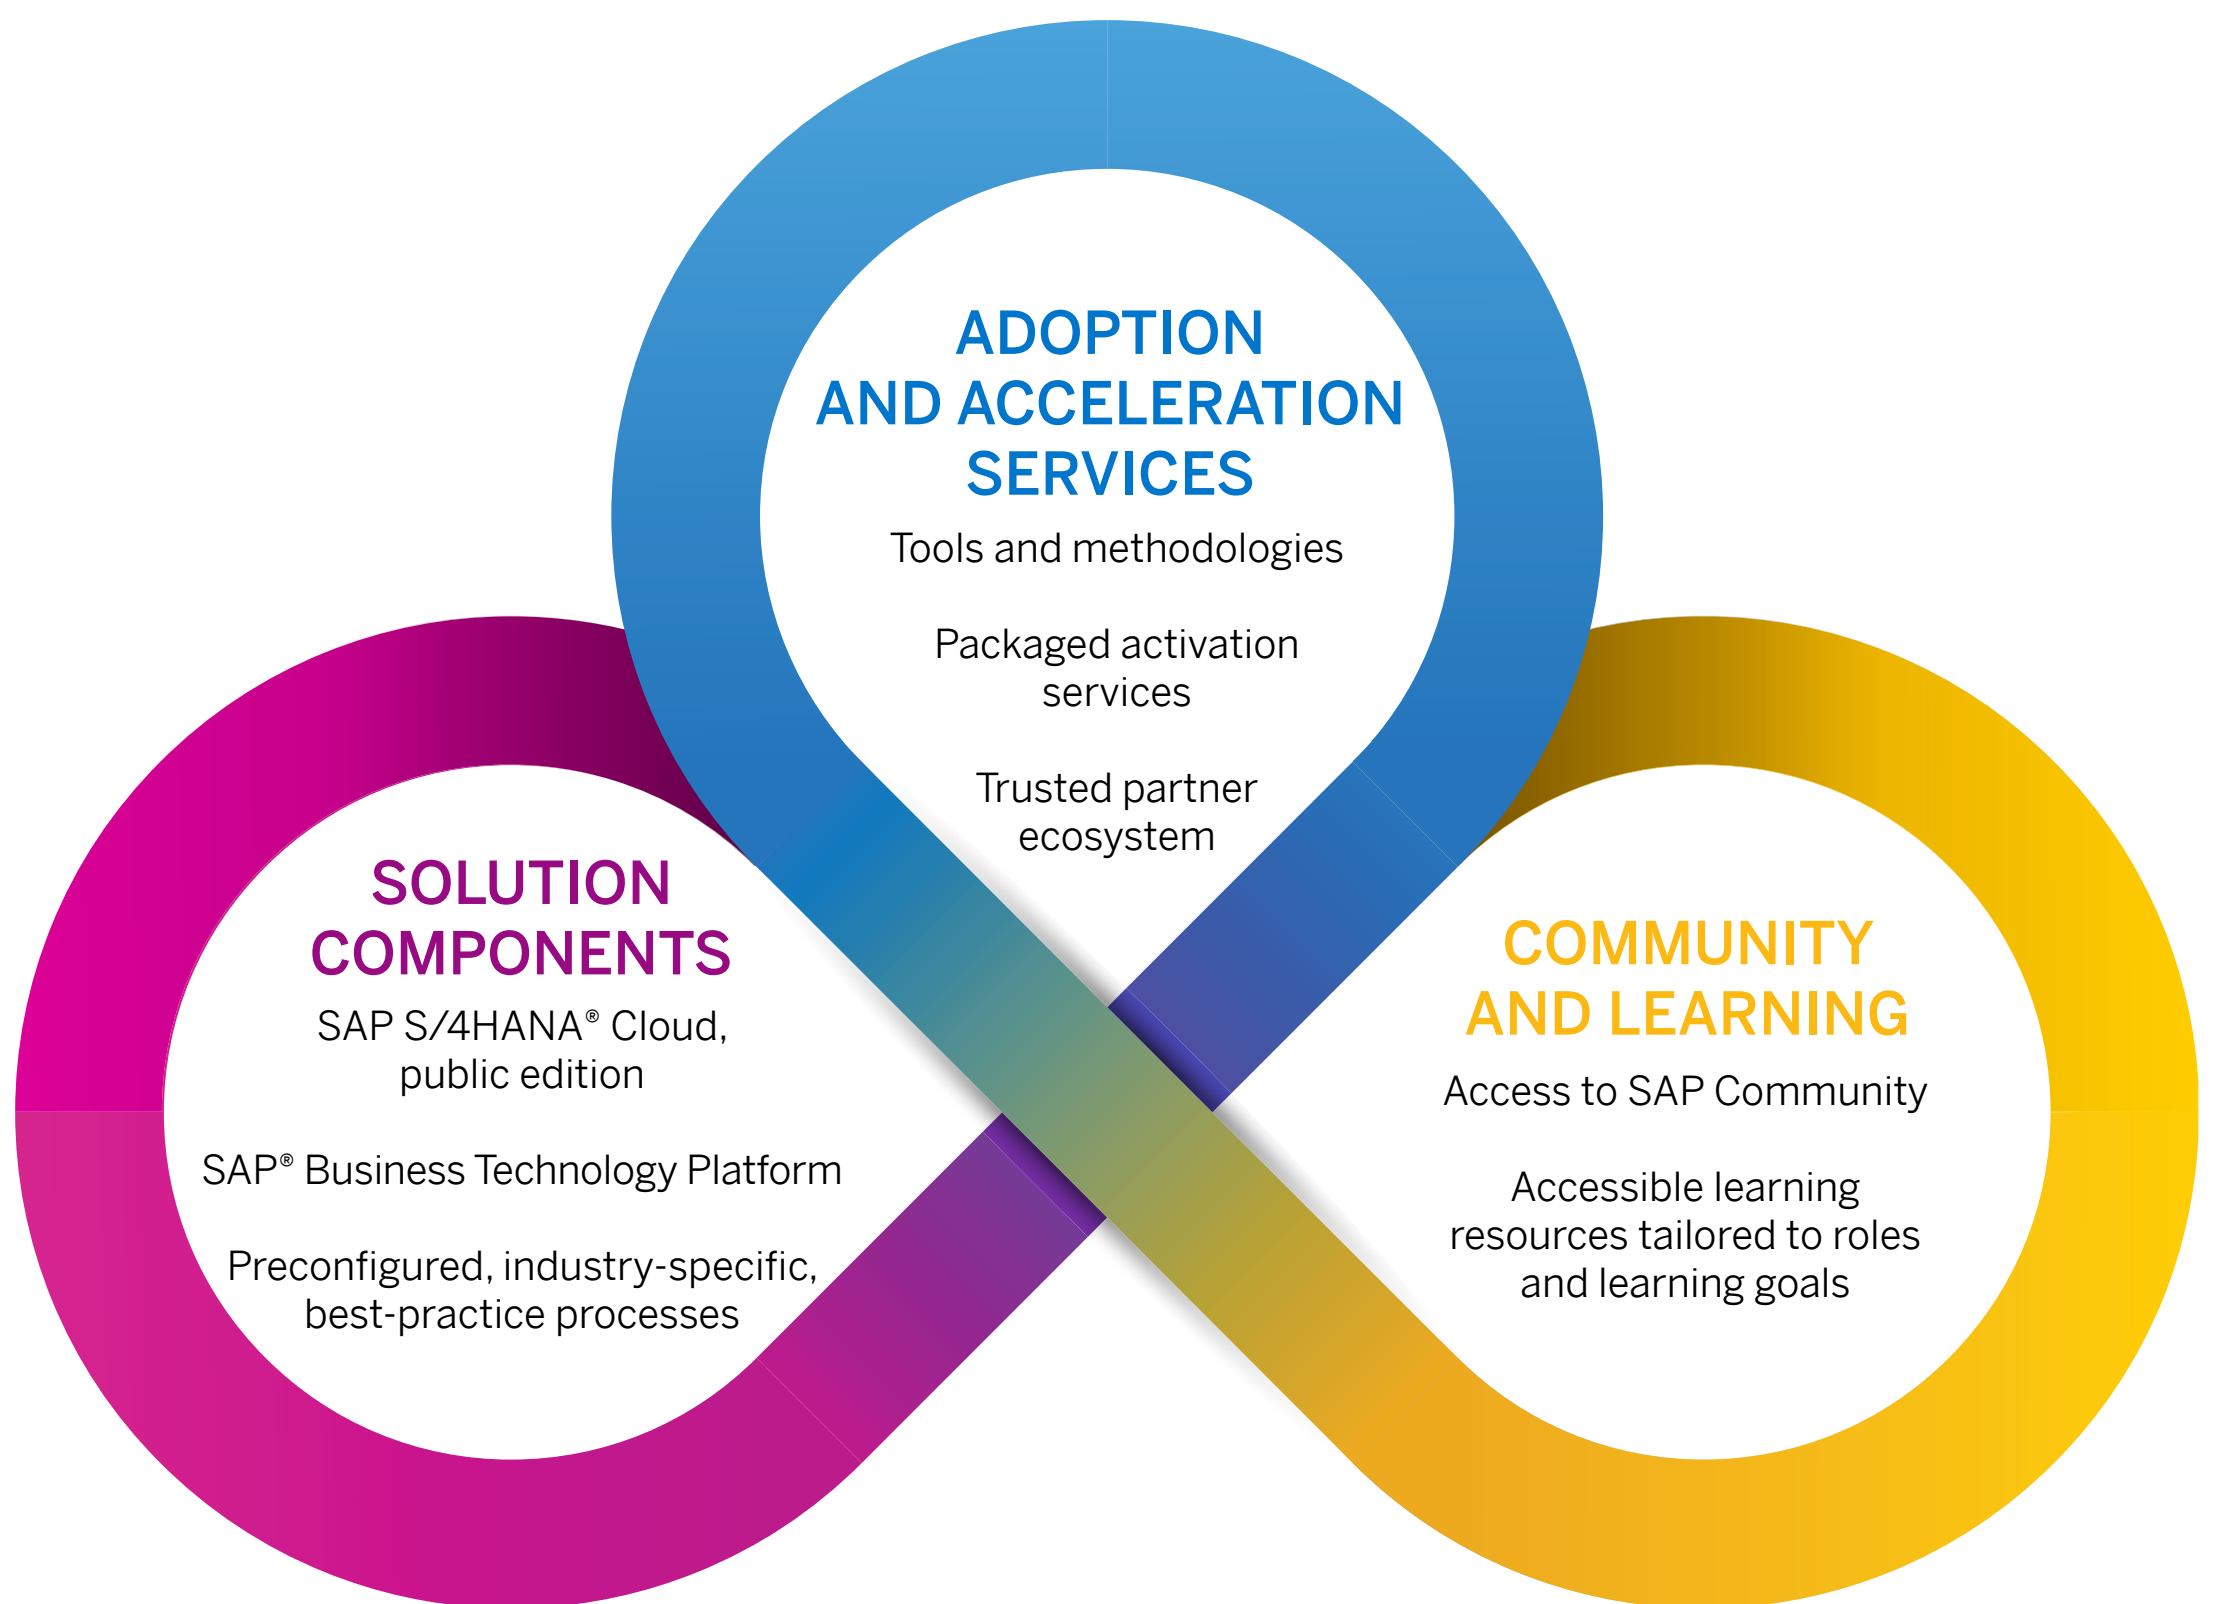 ADOPTION
AND ACCELERATION
SERVICES
Tools and methodologies
Packaged activation
services
Trusted partner
ecosystem
SOLUTION
COMPONENTS
SAP S/4HANA® Cloud,
public edition
SAP® Business Technology Platform
Preconfigured, industry-specific,
best-practice processes
COMMUNITY
AND LEARNING
Access to SAP Community
Accessible learning
resources tailored to roles
and learning goals